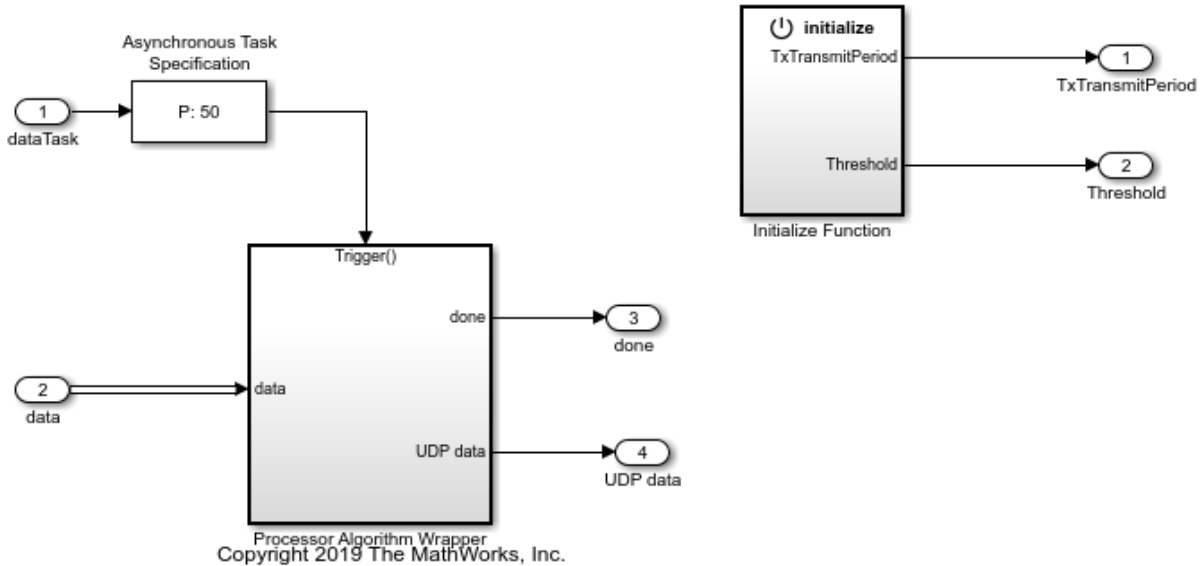 Asynchronous Task
Specification
1
P: 50
dataTask
initialize
TxTransmitPeriod
1
TxTransmitPeriod
Threshold
2
Threshold
Initialize Function
Trigger()
done
3
done
2
data
data
UDP data
4
UDP data
Processor Algorithm Wrapper
Copyright 2019 The MathWorks, Inc.